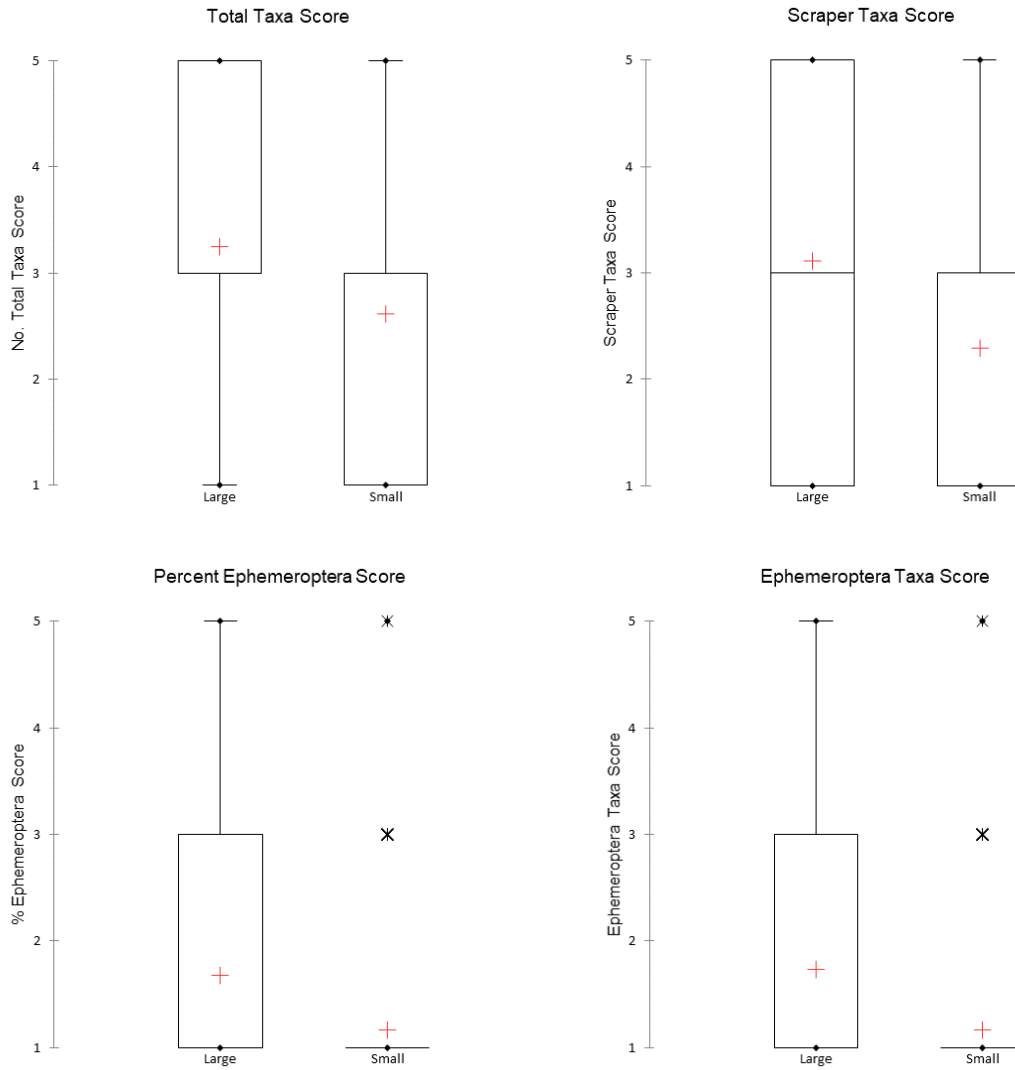 Total Taxa Score
No. Total Taxa Score
5
4
3
2
1
Large
Small
Scraper Taxa Score
Scraper Taxa Score
5
4
3
2
1
Large
Small
Percent Ephemeroptera Score
% Ephemeroptera Score
5
4
3
2
1
Large
Small
Ephemeroptera Taxa Score
Ephemeroptera Taxa Score
5
4
3
2
1
Large
Small